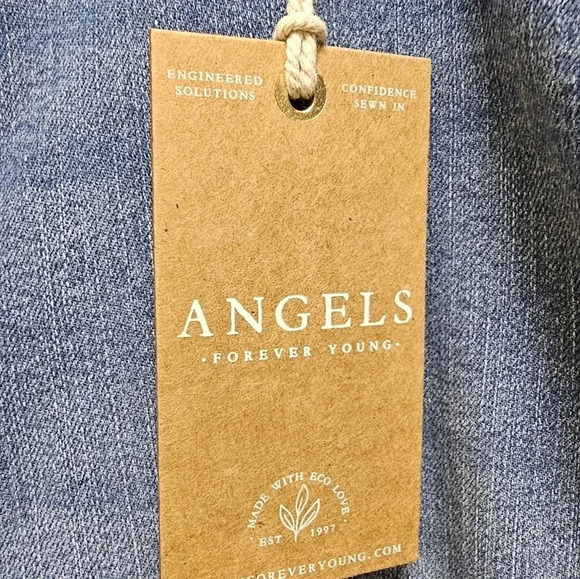 ENGINEERED
SOLUTIONS
CONFIDENCE
SEWN IN
ANGELS
·FOREVER YOUNG·
· MADE WITH ECO LOVE ·
EST 1997
FOREVERYOUNG.COM